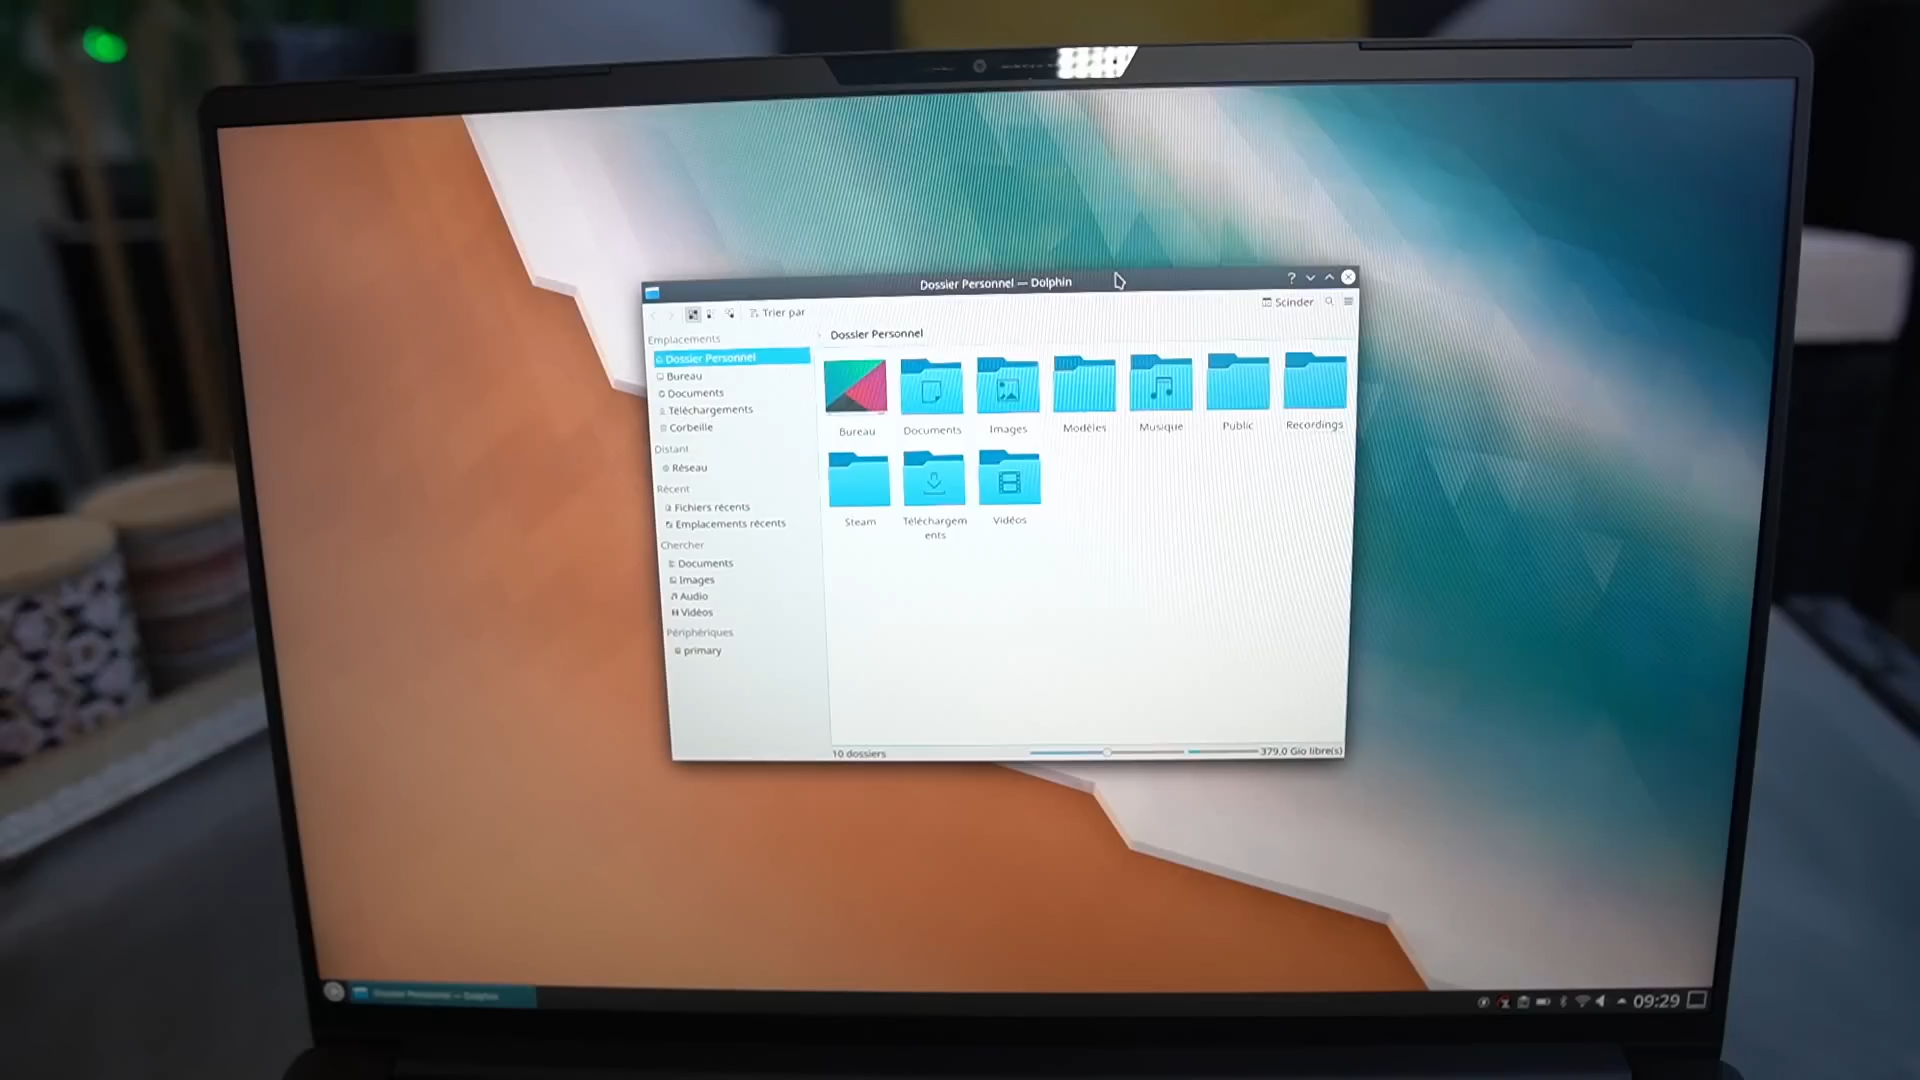 Dossier Personnel — Dolphin
?
Trier par
Scinder
Emplacements
Dossier Personnel
Bureau
Documents
Téléchargements
Corbeille
Distant
Réseau
Récent
Fichiers récents
Emplacements récents
Chercher
Documents
Images
Audio
Vidéos
Périphériques
primary
Dossier Personnel
Bureau
Documents
Images
Modèles
Musique
Public
Recordings
Steam
Téléchargem
ents
Vidéos
10 dossiers
379,0 Gio libre(s)
Dossier Personnel — Dolphin
09:29